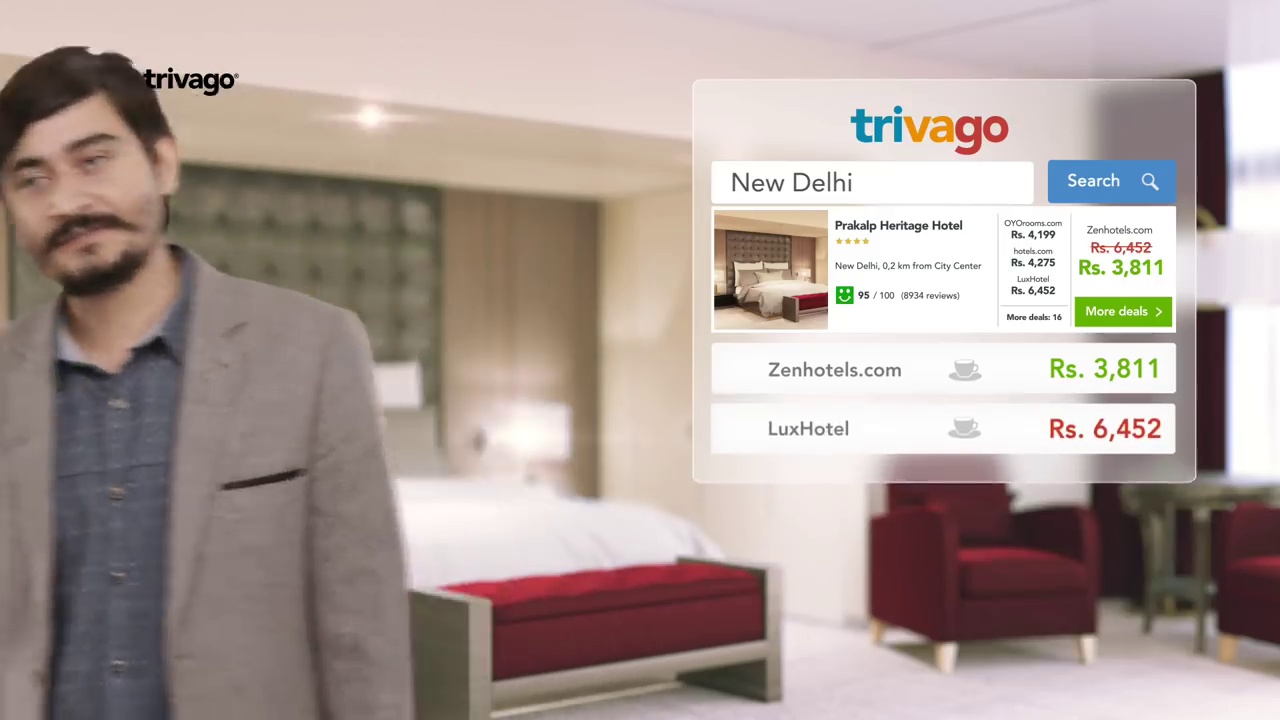 trivago®
trivago
New Delhi
Search
Prakalp Heritage Hotel
New Delhi, 0,2 km from City Center
95 / 100 (8934 reviews)
OYOrooms.com
Rs. 4,199
hotels.com
Rs. 4,275
LuxHotel
Rs. 6,452
More deals: 16
Zenhotels.com
Rs. 6,452
Rs. 3,811
More deals >
Zenhotels.com Rs. 3,811
LuxHotel Rs. 6,452